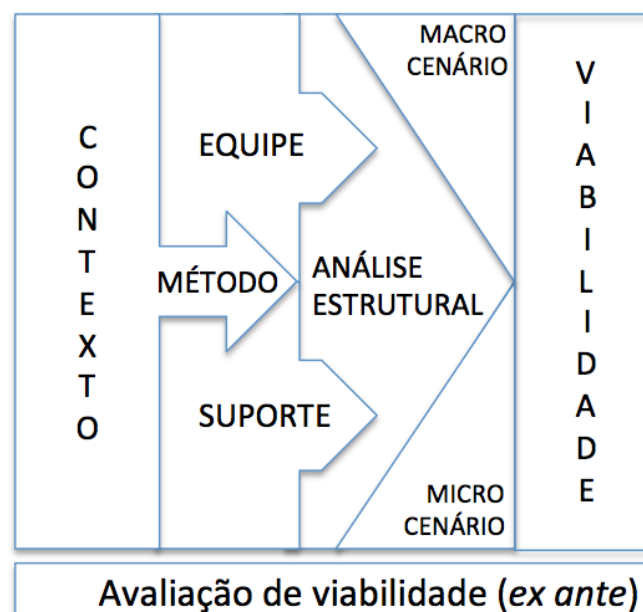 CONTEXTO
EQUIPE
MÉTODO
SUPORTE
ANÁLISE
ESTRUTURAL
MACRO
CENÁRIO
MICRO
CENÁRIO
VIABILIDADE
Avaliação de viabilidade (ex ante)